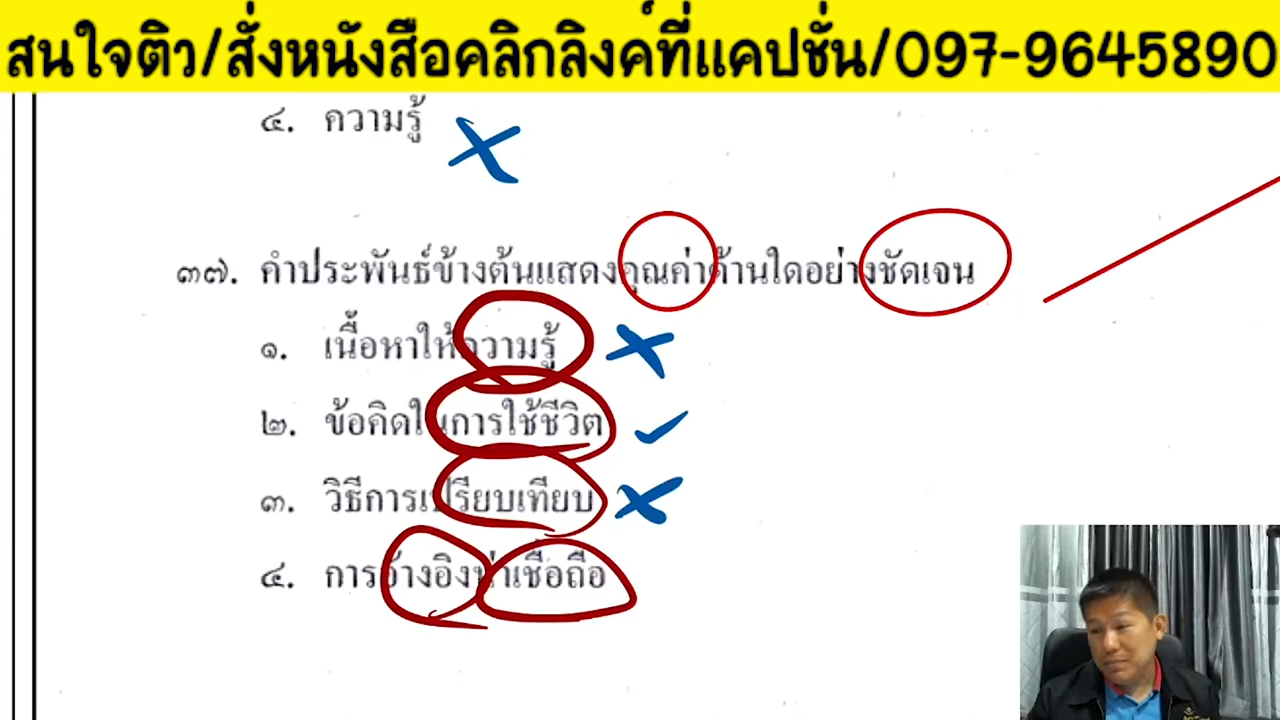 สนใจติว/สั่งหนังสือคลิกลิงค์ที่แคปชั่น/097-9645890
๔. ความรู้
๓๗. คำประพันธ์ข้างต้นแสดงคุณค่าด้านใดอย่างชัดเจน
๑. เนื้อหาให้ความรู้
๒. ข้อคิดในการใช้ชีวิต
๓. วิธีการเปรียบเทียบ
๔. การอ้างอิงน่าเชื่อถือ